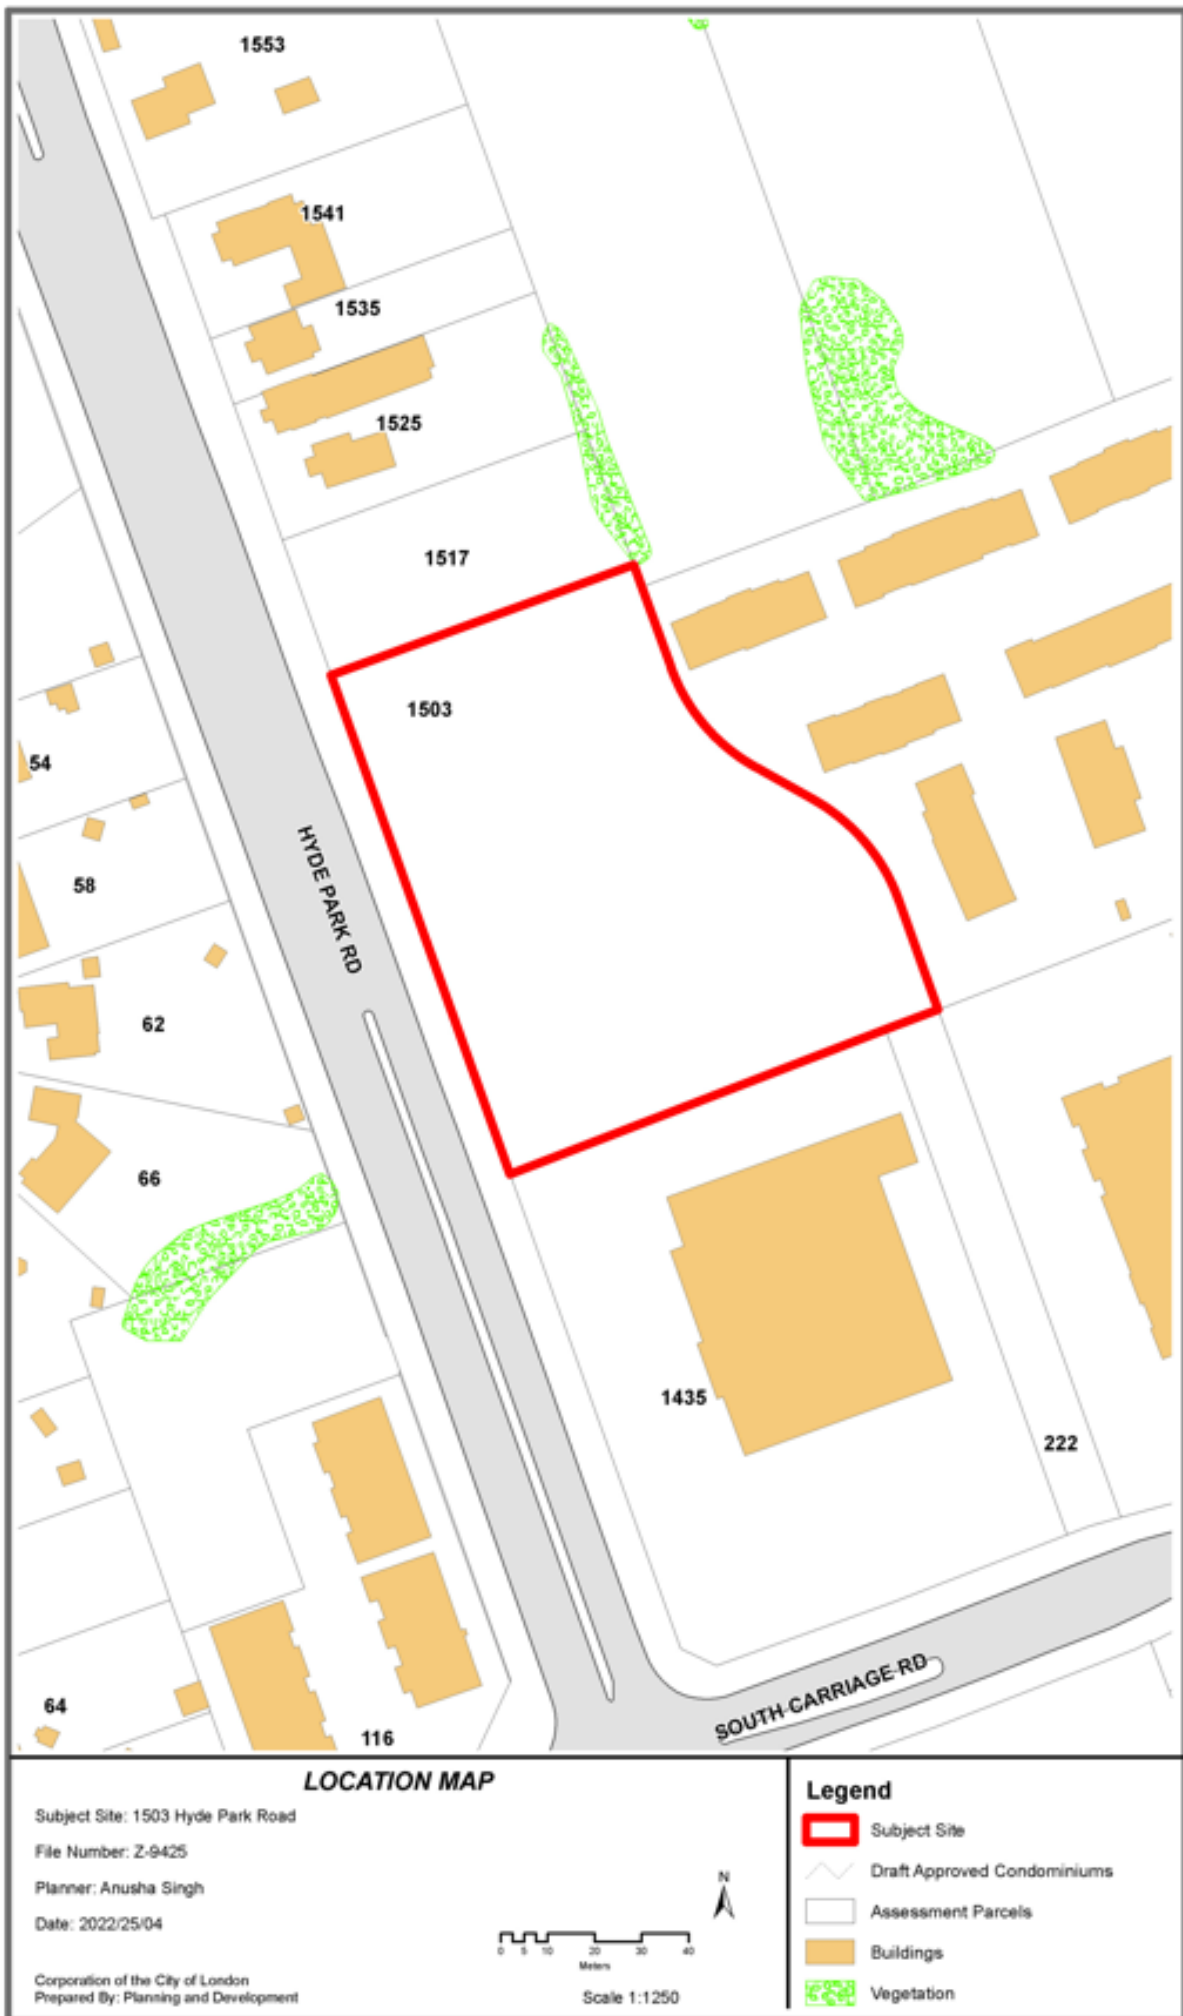 1553
1541
1535
1525
1517
1503
54
HYDE PARK RD
58
62
66
1435
222
SOUTH CARRIAGE RD
64
116
LOCATION MAP
Subject Site: 1503 Hyde Park Road
File Number: Z-9425
Planner: Anusha Singh
Date: 2022/25/04
Corporation of the City of London
Prepared By: Planning and Development
N
0 5 10 20 30 40
Meters
Scale 1:1250
Legend
Subject Site
Draft Approved Condominiums
Assessment Parcels
Buildings
Vegetation